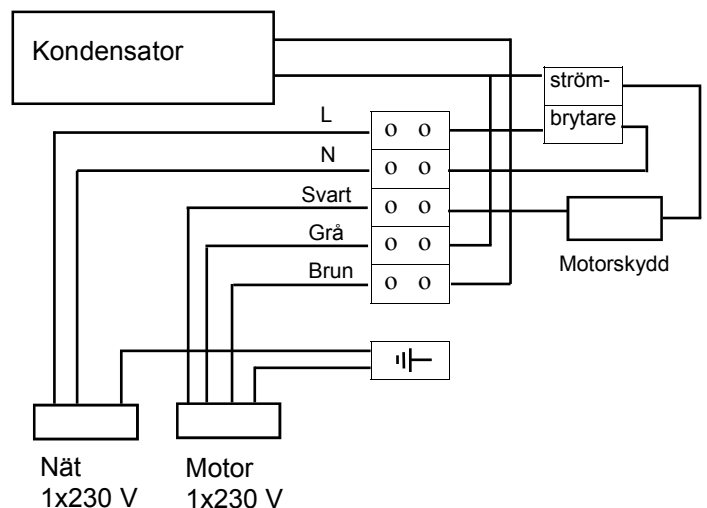 Kondensator
ström-
brytare
L
o o
N
o o
Svart
o o
Grå
o o
Brun
o o
Motorskydd
Nät
1x230 V
Motor
1x230 V